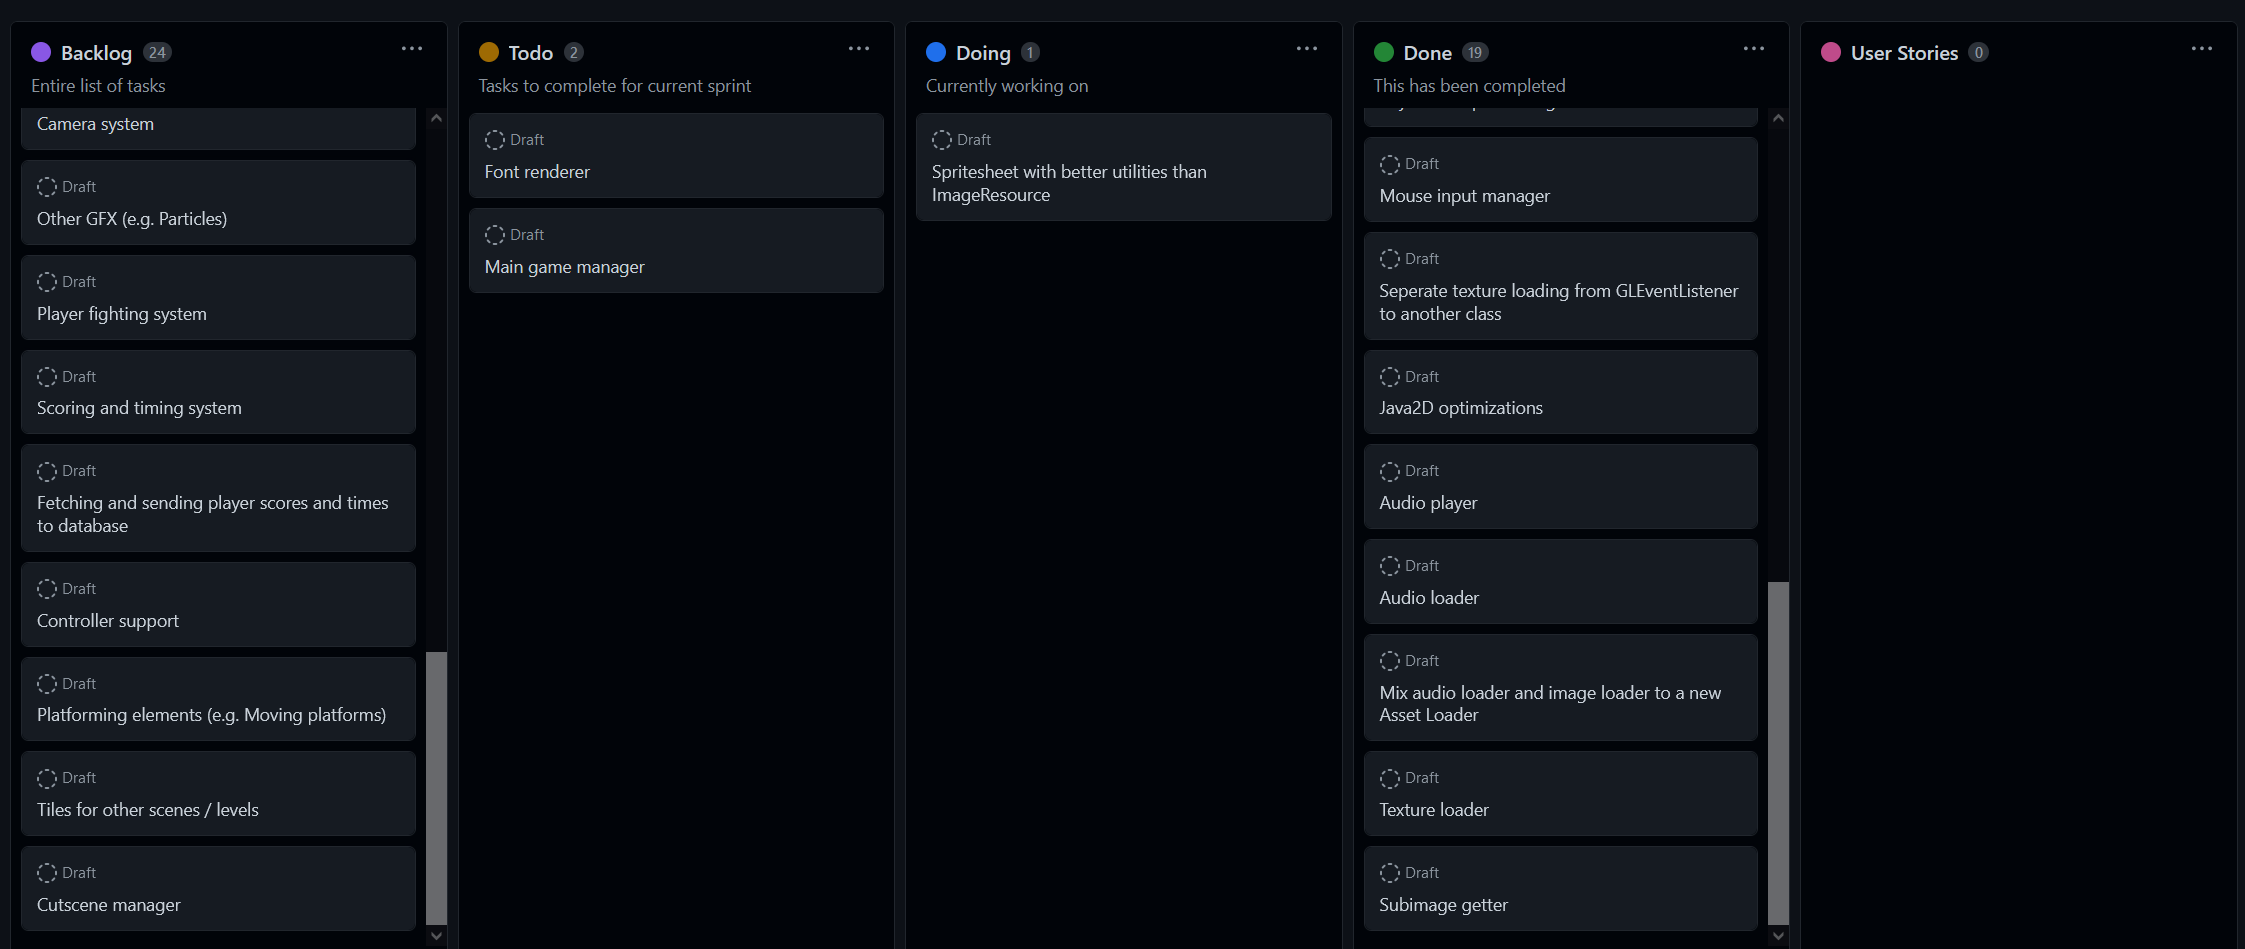 Backlog 24
Entire list of tasks
Camera system
Draft
Other GFX (e.g. Particles)
Draft
Player fighting system
Draft
Scoring and timing system
Draft
Fetching and sending player scores and times
to database
Draft
Controller support
Draft
Platforming elements (e.g. Moving platforms)
Draft
Tiles for other scenes / levels
Draft
Cutscene manager
Todo 2
Tasks to complete for current sprint
Draft
Font renderer
Draft
Main game manager
Doing 1
Currently working on
Draft
Spritesheet with better utilities than
ImageResource
Done 19
This has been completed
Draft
Mouse input manager
Draft
Seperate texture loading from GLEventListener
to another class
Draft
Java2D optimizations
Draft
Audio player
Draft
Audio loader
Draft
Mix audio loader and image loader to a new
Asset Loader
Draft
Texture loader
Draft
Subimage getter
User Stories 0